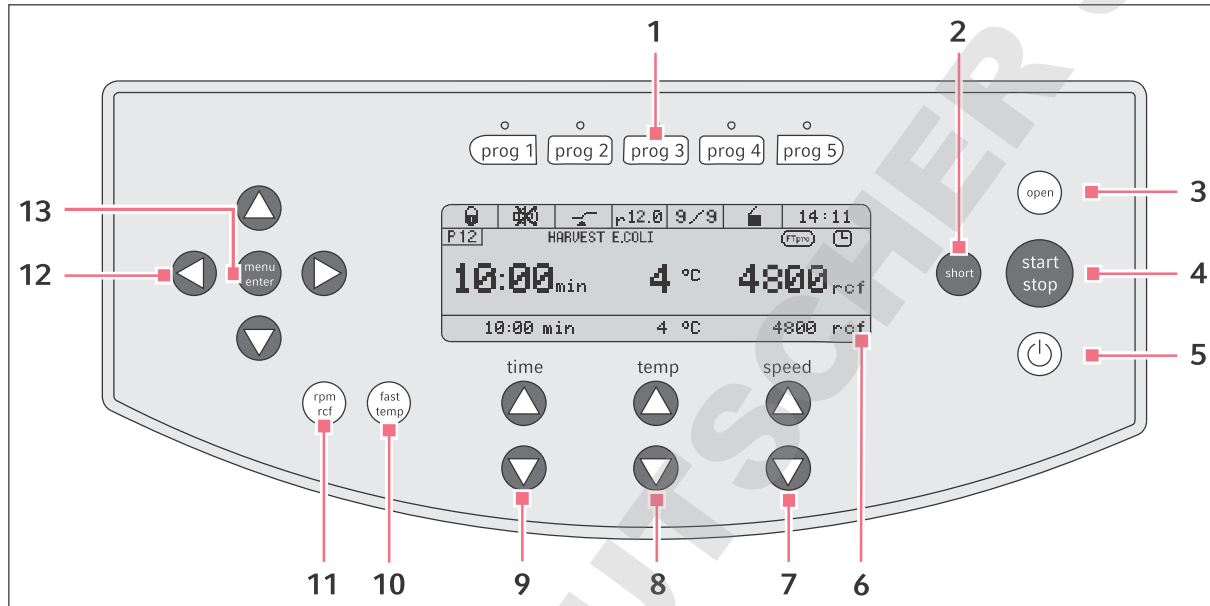 1 2
prog 1 prog 2 prog 3 prog 4 prog 5
3
open
13
12
menu
enter
r12.0 9/9 14:11
P12 HARVEST E.COLI FTpro
10:00min 4 °C 4800 rcf
10:00 min 4 °C 4800 rcf
short
start
stop
4
5
time temp speed
rpm
rcf
fast
temp
11 10 9 8 7 6